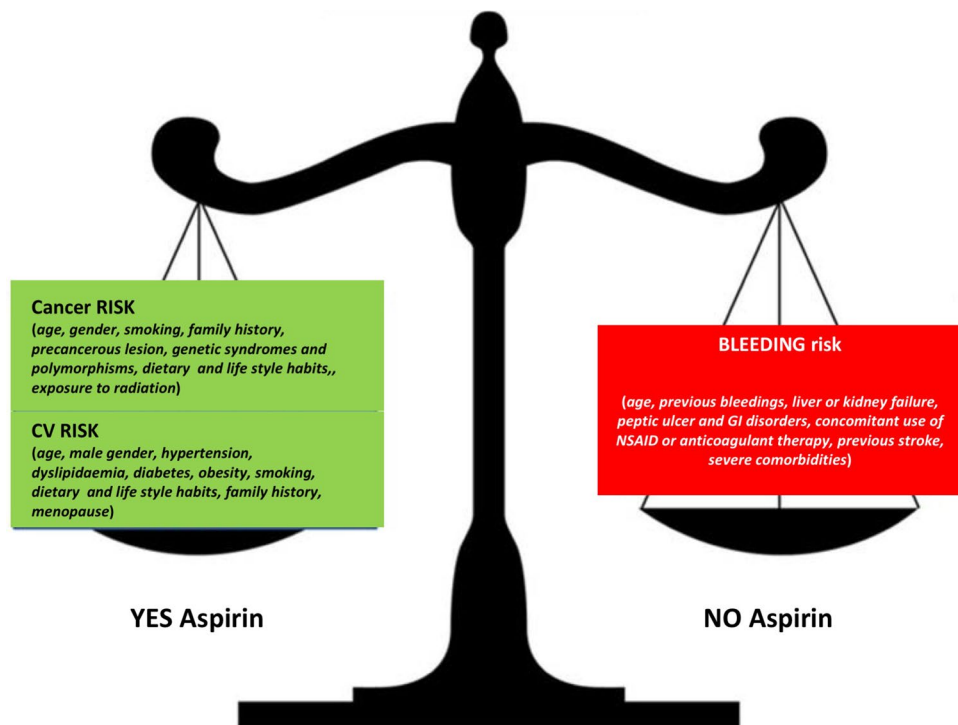 Cancer RISK
(age, gender, smoking, family history,
precancerous lesion, genetic syndromes and
polymorphisms, dietary and life style habits,,
exposure to radiation)
CV RISK
(age, male gender, hypertension,
dyslipidaemia, diabetes, obesity, smoking,
dietary and life style habits, family history,
menopause)
YES Aspirin
BLEEDING risk
(age, previous bleedings, liver or kidney failure,
peptic ulcer and GI disorders, concomitant use of
NSAID or anticoagulant therapy, previous stroke,
severe comorbidities)
NO Aspirin